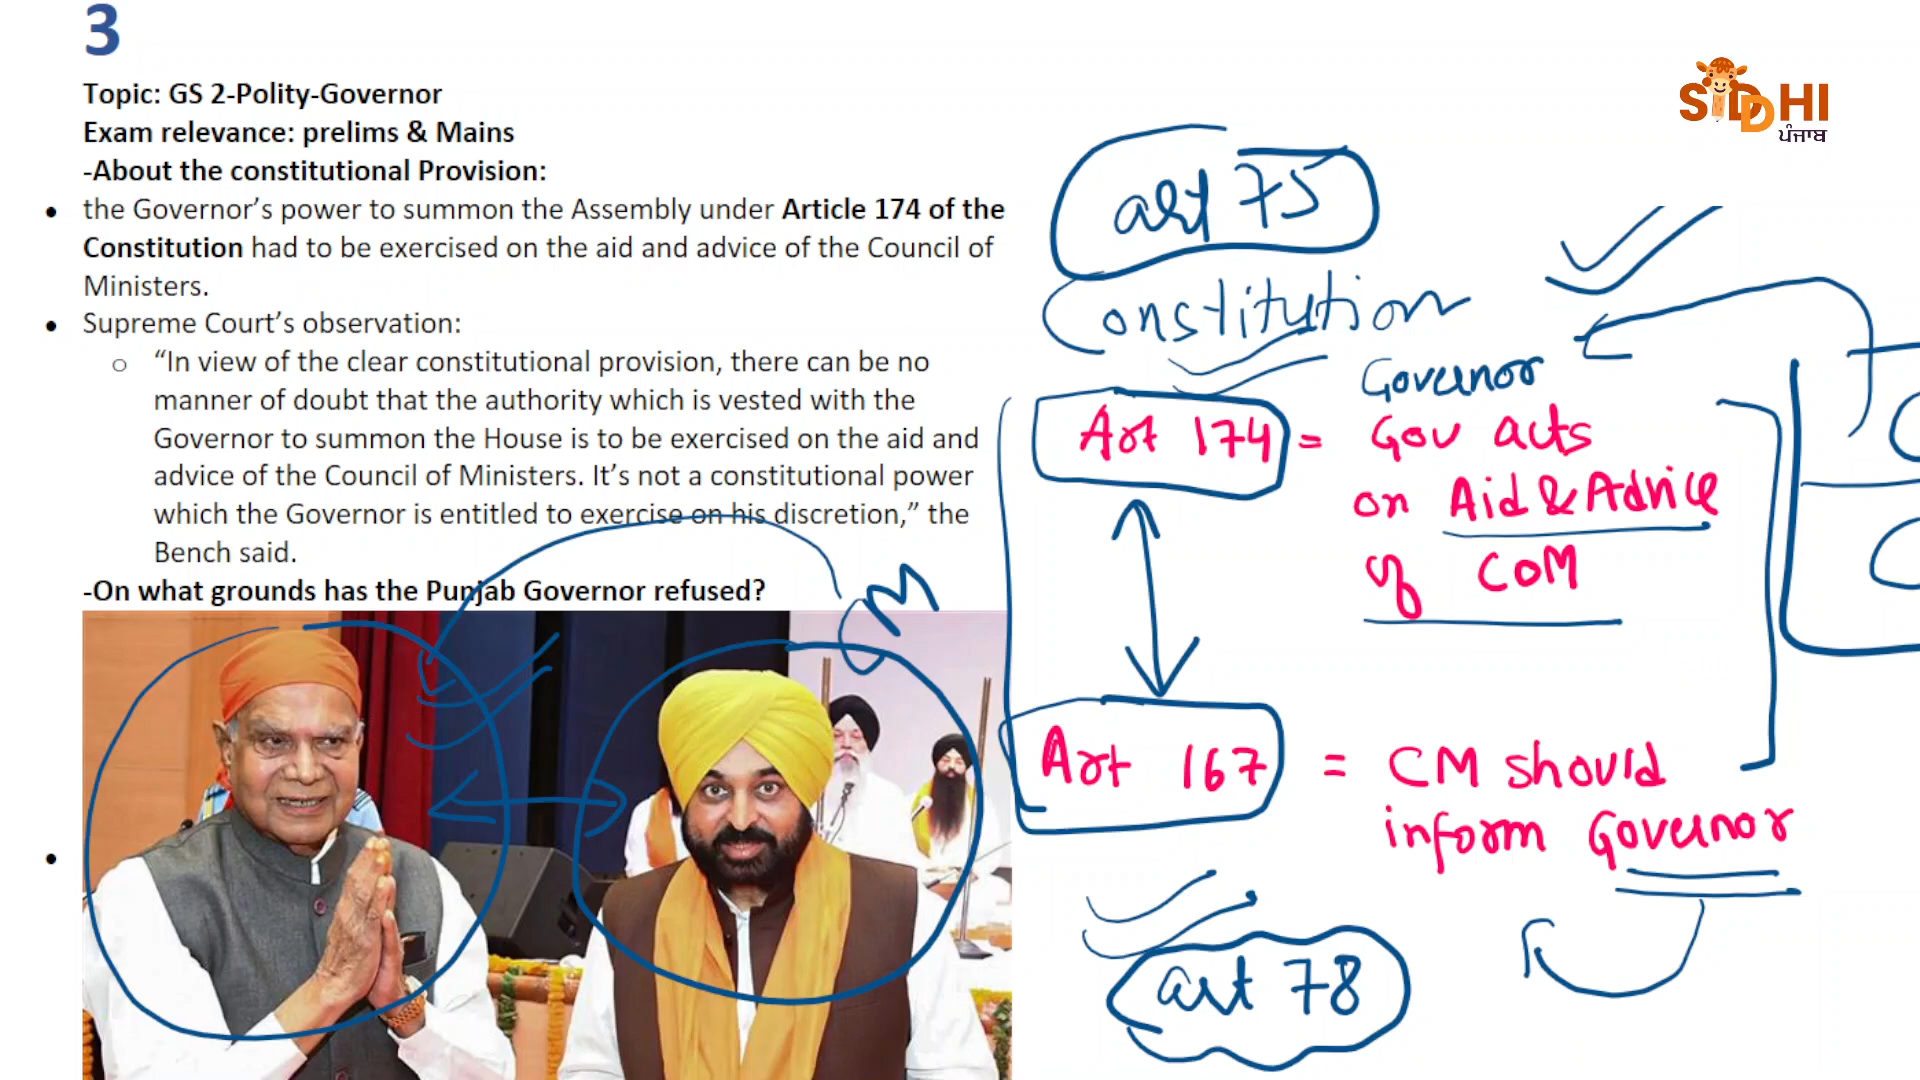 3
Topic: GS 2-Polity-Governor
Exam relevance: prelims & Mains
-About the constitutional Provision:
• the Governor's power to summon the Assembly under Article 174 of the
Constitution had to be exercised on the aid and advice of the Council of
Ministers.
• Supreme Court's observation:
o “In view of the clear constitutional provision, there can be no
manner of doubt that the authority which is vested with the
Governor to summon the House is to be exercised on the aid and
advice of the Council of Ministers. It's not a constitutional power
which the Governor is entitled to exercise on his discretion,” the
Bench said.
-On what grounds has the Punjab Governor refused?
CM
SIDDHI
ਪੰਜਾਬ
art 75
Constitution
Governor
Art 174 = Gov acts
on Aid & Advice
of COM
Art 167 = CM should
inform Governor
art 78